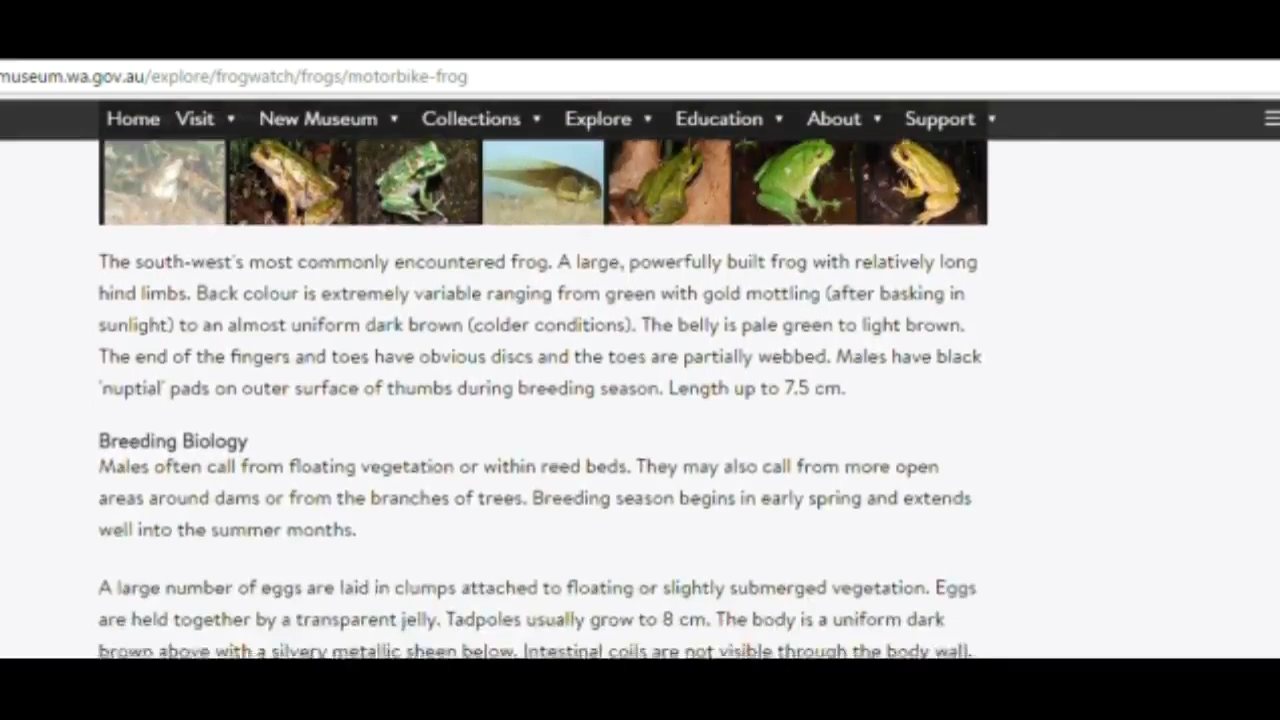 museum.wa.gov.au/explore/frogwatch/frogs/motorbike-frog
Home Visit New Museum Collections Explore Education About Support
The south-west's most commonly encountered frog. A large, powerfully built frog with relatively long
hind limbs. Back colour is extremely variable ranging from green with gold mottling (after basking in
sunlight) to an almost uniform dark brown (colder conditions). The belly is pale green to light brown.
The end of the fingers and toes have obvious discs and the toes are partially webbed. Males have black
'nuptial' pads on outer surface of thumbs during breeding season. Length up to 7.5 cm.
Breeding Biology
Males often call from floating vegetation or within reed beds. They may also call from more open
areas around dams or from the branches of trees. Breeding season begins in early spring and extends
well into the summer months.
A large number of eggs are laid in clumps attached to floating or slightly submerged vegetation. Eggs
are held together by a transparent jelly. Tadpoles usually grow to 8 cm. The body is a uniform dark
brown above with a silvery metallic sheen below. Intestinal coils are not visible through the body wall.